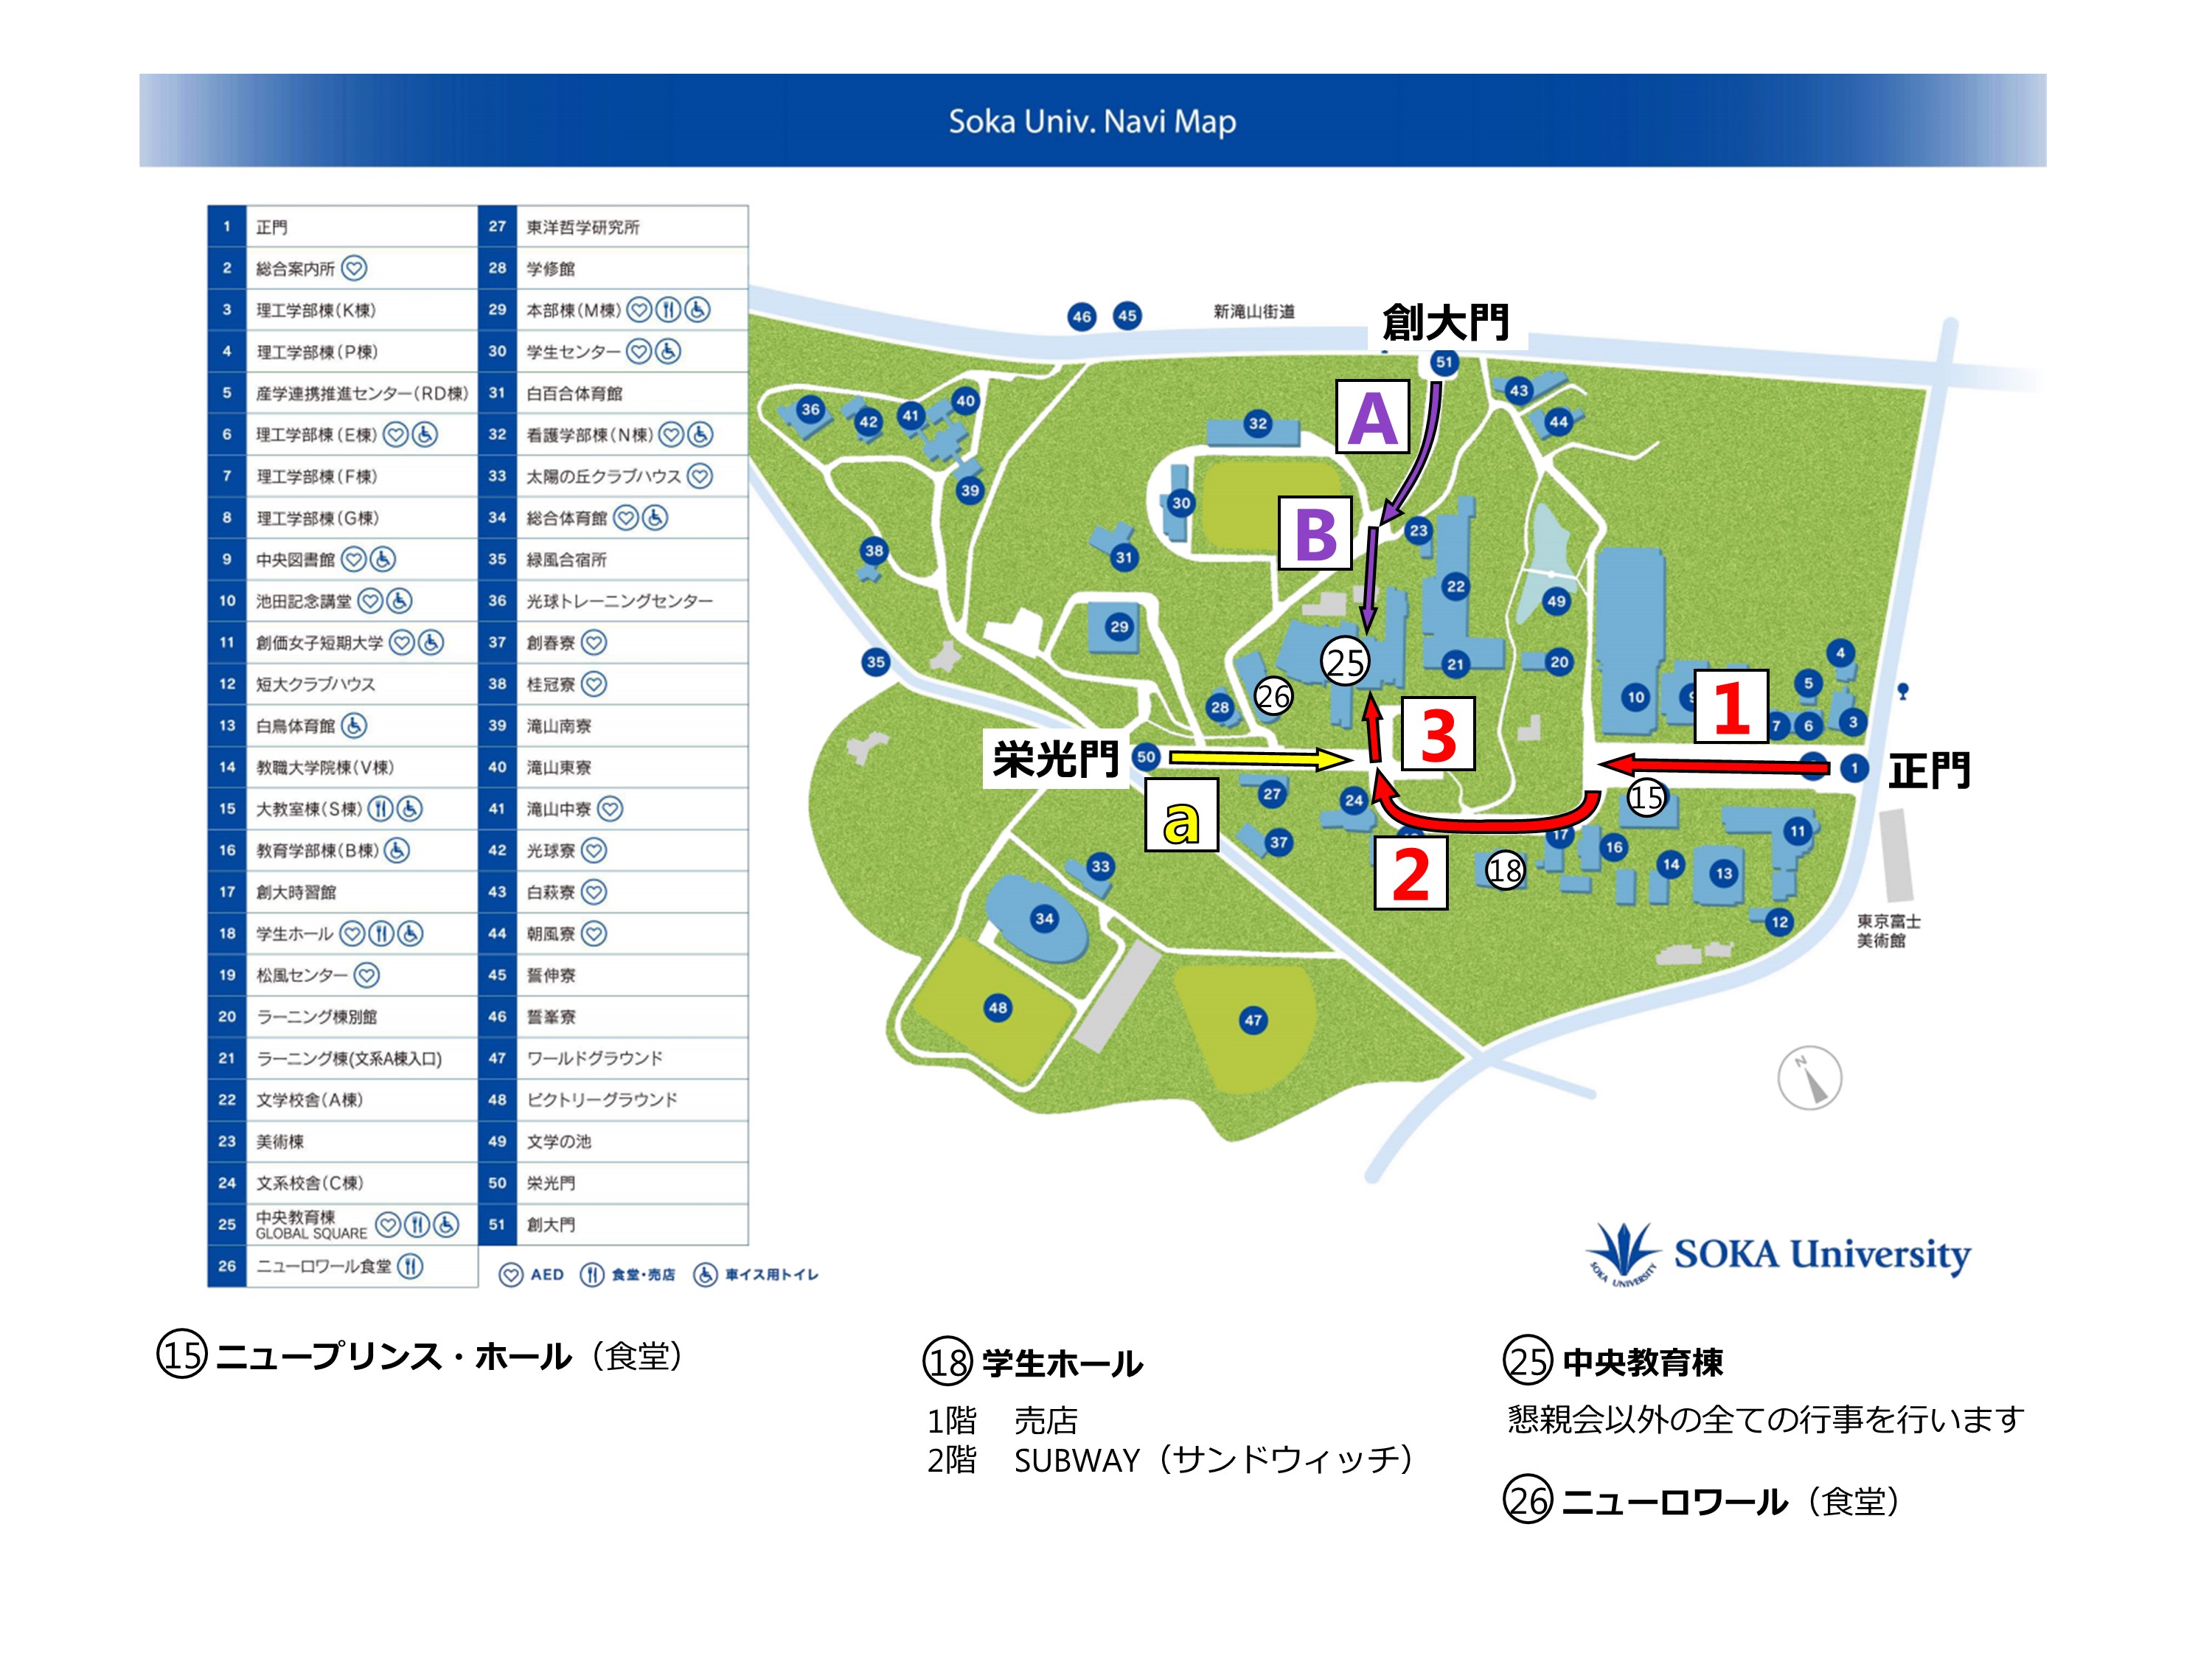 Soka Univ. Navi Map
1 正門
2 総合案内所
3 理工学部棟(K棟)
4 理工学部棟(P棟)
5 産学連携推進センター(RD棟)
6 理工学部棟(E棟)
7 理工学部棟(F棟)
8 理工学部棟(G棟)
9 中央図書館
10 池田記念講堂
11 創価女子短期大学
12 短大クラブハウス
13 白鳥体育館
14 教職大学院棟(V棟)
15 大教室棟(S棟)
16 教育学部棟(B棟)
17 創大時習館
18 学生ホール
19 松風センター
20 ラーニング棟別館
21 ラーニング棟(文系A棟入口)
22 文学校舎(A棟)
23 美術棟
24 文系校舎(C棟)
25 中央教育棟
GLOBAL SQUARE
26 ニューロワール食堂
27 東洋哲学研究所
28 学修館
29 本部棟(M棟)
30 学生センター
31 白百合体育館
32 看護学部棟(N棟)
33 太陽の丘クラブハウス
34 総合体育館
35 緑風合宿所
36 光球トレーニングセンター
37 創春寮
38 桂冠寮
39 滝山南寮
40 滝山東寮
41 滝山中寮
42 光球寮
43 白萩寮
44 朝風寮
45 誓伸寮
46 誓峯寮
47 ワールドグラウンド
48 ビクトリーグラウンド
49 文学の池
50 栄光門
51 創大門
AED 食堂・売店 車イス用トイレ
46
45
新滝山街道
創大門
51
A
43
44
36
42
41
40
32
39
30
B
23
31
38
22
49
29
35
25
21
20
4
26
28
10
9
1
5
7
6
3
3
栄光門
50
1
正門
a
27
24
15
2
37
17
16
11
18
14
13
33
34
12
東京富士
美術館
48
47
N
SOKA University
SOKA UNIVERSITY
⑮ニュープリンス・ホール（食堂）
⑱学生ホール
1階 売店
2階 SUBWAY（サンドウィッチ）
㉕中央教育棟
懇親会以外の全ての行事を行います
㉖ニューロワール（食堂）